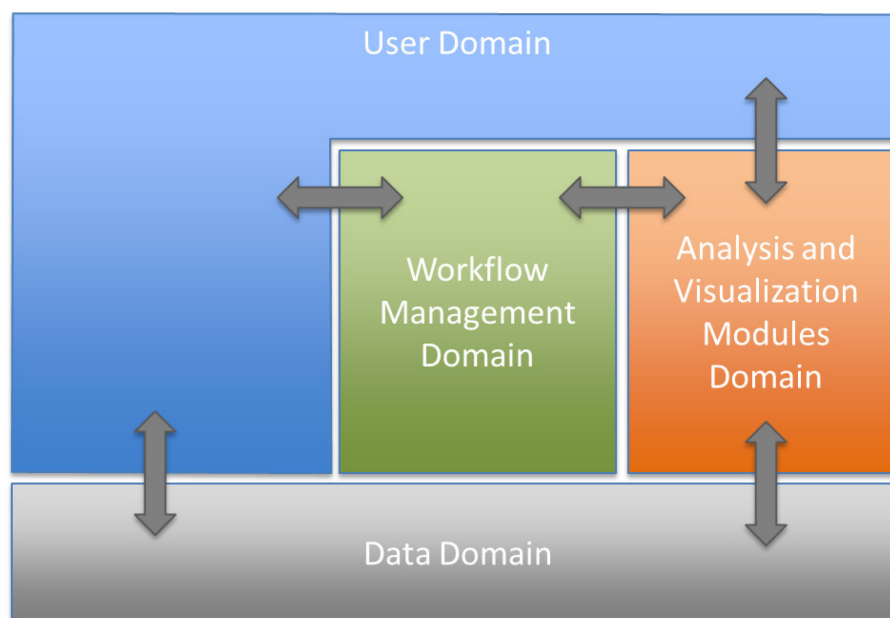 User Domain
Workflow
Management
Domain
Analysis and
Visualization
Modules
Domain
Data Domain